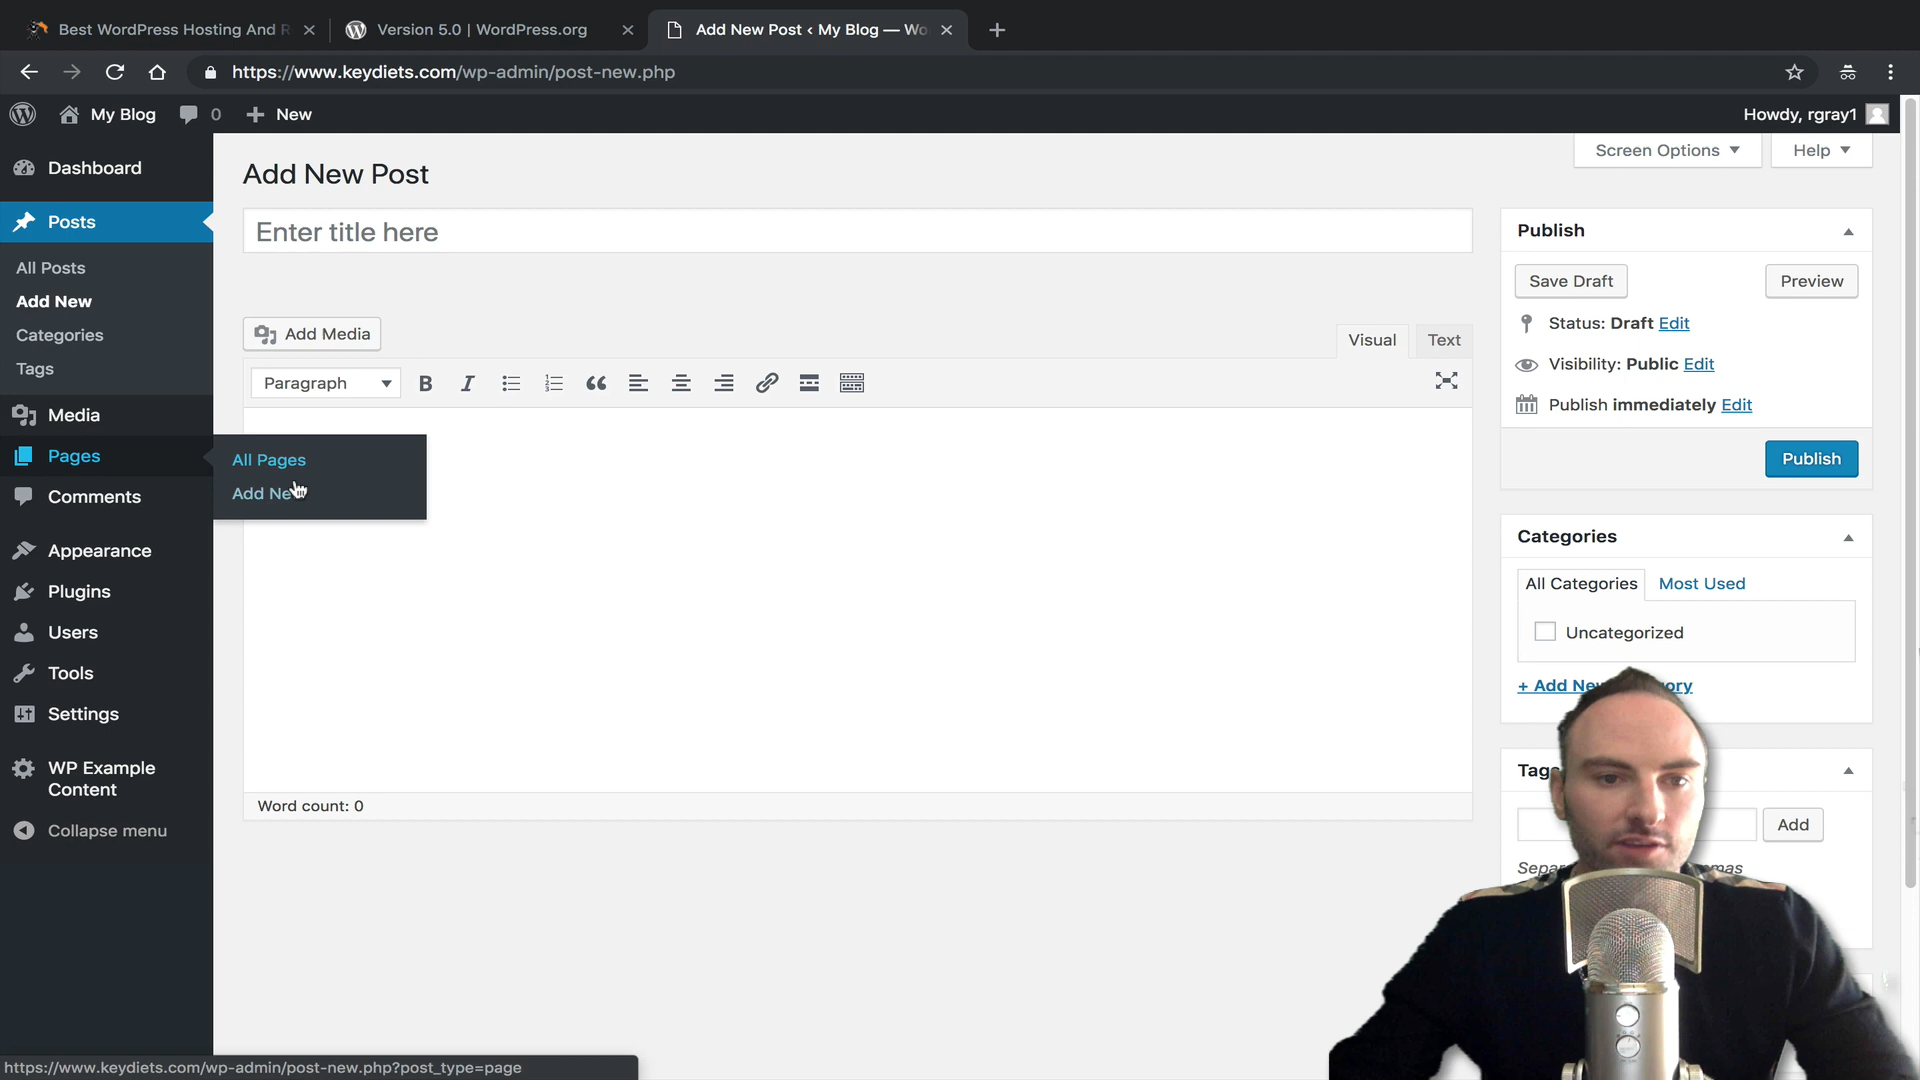 Best WordPress Hosting And R
Version 5.0 | WordPress.org
Add New Post ‹ My Blog — Wo
https://www.keydiets.com/wp-admin/post-new.php
My Blog
0
New
Howdy, rgray1
Dashboard
Posts
All Posts
Add New
Categories
Tags
Media
Pages
Comments
Appearance
Plugins
Users
Tools
Settings
WP Example
Content
Collapse menu
All Pages
Add Ne
Add New Post
Screen Options
Help
Enter title here
Add Media
Visual
Text
Paragraph
B
I
Word count: 0
Publish
Save Draft
Preview
Status: Draft Edit
Visibility: Public Edit
Publish immediately Edit
Publish
Categories
All Categories
Most Used
Uncategorized
+ Add Ne ory
Tags
Add
Sepa mas
https://www.keydiets.com/wp-admin/post-new.php?post_type=page